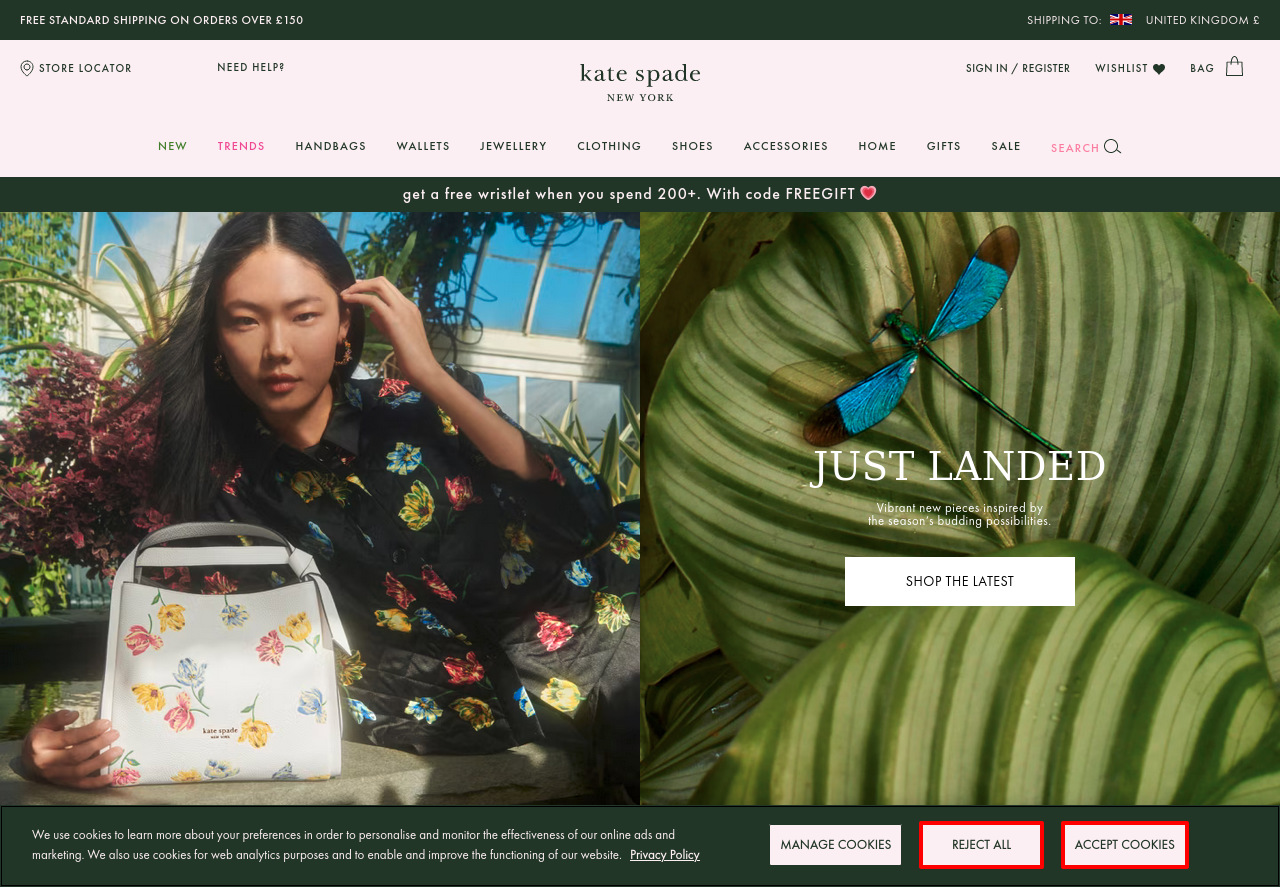 FREE STANDARD SHIPPING ON ORDERS OVER £150
SHIPPING TO: UNITED KINGDOM £
STORE LOCATOR
NEED HELP?
kate spade
NEW YORK
SIGN IN / REGISTER
WISHLIST
BAG
NEW TRENDS HANDBAGS WALLETS JEWELLERY CLOTHING SHOES ACCESSORIES HOME GIFTS SALE SEARCH
get a free wristlet when you spend 200+. With code FREEGIFT 💗
JUST LANDED
Vibrant new pieces inspired by
the season's budding possibilities.
SHOP THE LATEST
kate spade
NEW YORK
We use cookies to learn more about your preferences in order to personalise and monitor the effectiveness of our online ads and
marketing. We also use cookies for web analytics purposes and to enable and improve the functioning of our website. Privacy Policy
MANAGE COOKIES
REJECT ALL
ACCEPT COOKIES